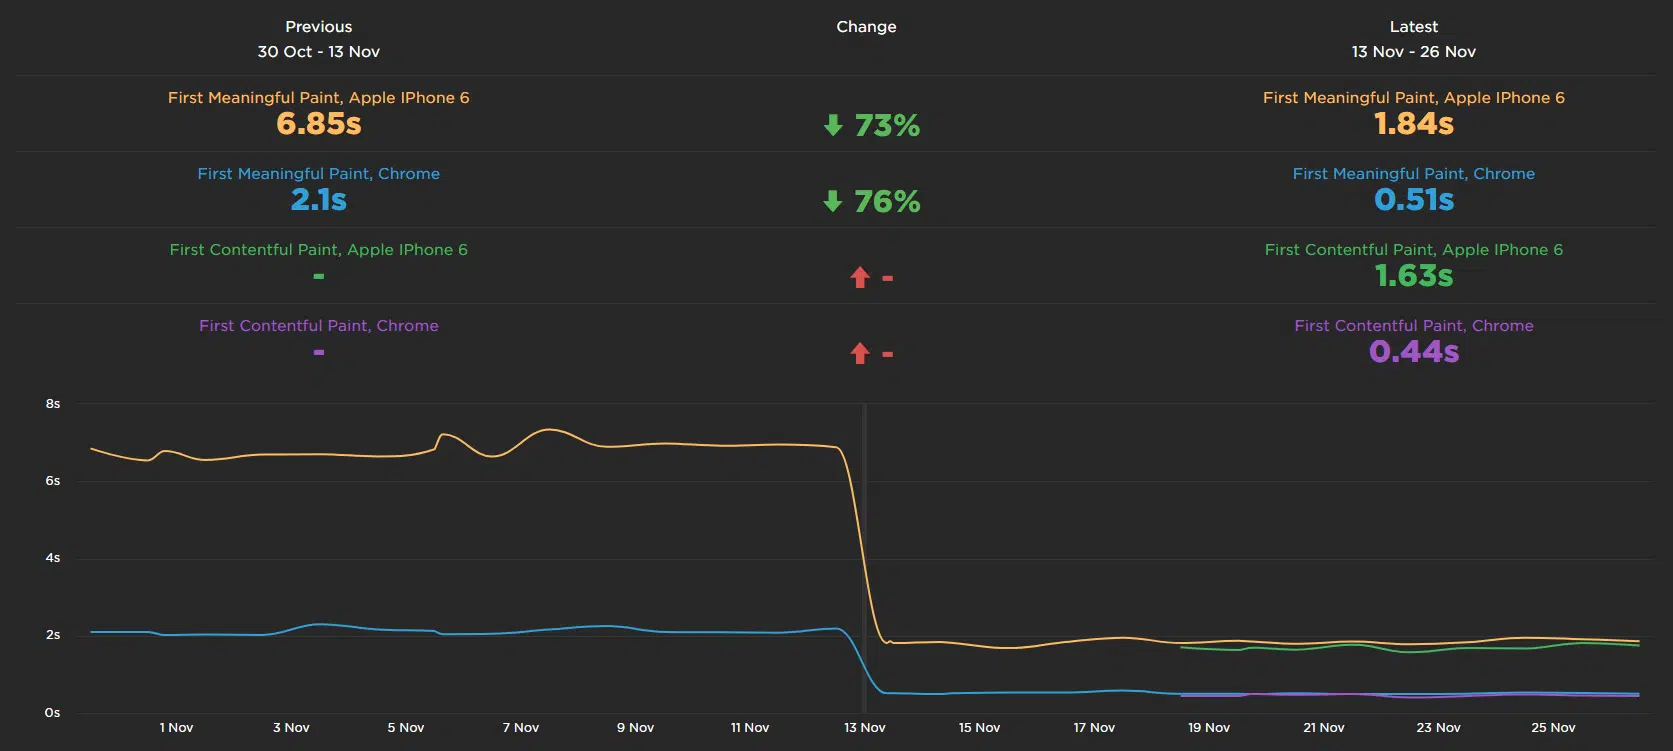 Previous
Change
Latest
30 Oct - 13 Nov
13 Nov - 26 Nov
First Meaningful Paint, Apple IPhone 6
First Meaningful Paint, Apple IPhone 6
6.85s
73%
1.84s
First Meaningful Paint, Chrome
First Meaningful Paint, Chrome
2.1s
76%
0.51s
First Contentful Paint, Apple IPhone 6
First Contentful Paint, Apple IPhone 6
-
-
1.63s
First Contentful Paint, Chrome
First Contentful Paint, Chrome
-
-
0.44s
8s
6s
4s
2s
0s
1 Nov
3 Nov
5 Nov
7 Nov
9 Nov
11 Nov
13 Nov
15 Nov
17 Nov
19 Nov
21 Nov
23 Nov
25 Nov